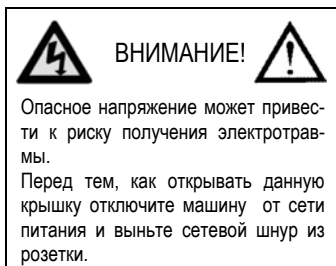 ВНИМАНИЕ!
Опасное напряжение может привес-
ти к риску получения электротрав-
мы.
Перед тем, как открывать данную
крышку отключите машину от сети
питания и выньте сетевой шнур из
розетки.